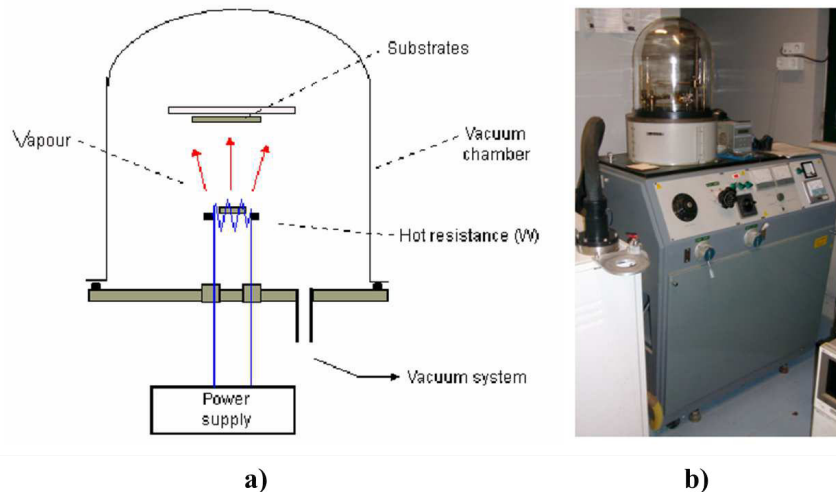 Substrates
Vapour
Vacuum
chamber
Hot resistance (W)
Vacuum system
Power
supply
a)
b)